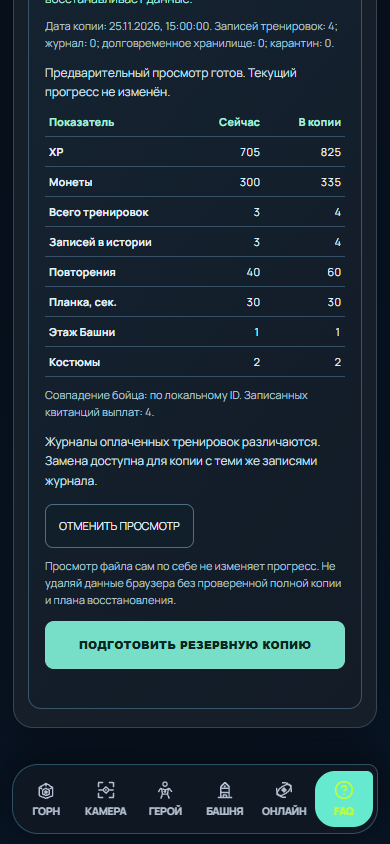 восстанавливает данные.
Дата копии: 25.11.2026, 15:00:00. Записей тренировок: 4;
журнал: 0; долговременное хранилище: 0; карантин: 0.
Предварительный просмотр готов. Текущий
прогресс не изменён.
Показатель Сейчас В копии
XP 705 825
Монеты 300 335
Всего тренировок 3 4
Записей в истории 3 4
Повторения 40 60
Планка, сек. 30 30
Этаж Башни 1 1
Костюмы 2 2
Совпадение бойца: по локальному ID. Записанных
квитанций выплат: 4.
Журналы оплаченных тренировок различаются.
Замена доступна для копии с теми же записями
журнала.
ОТМЕНИТЬ ПРОСМОТР
Просмотр файла сам по себе не изменяет прогресс. Не
удаляй данные браузера без проверенной полной копии
и плана восстановления.
ПОДГОТОВИТЬ РЕЗЕРВНУЮ КОПИЮ
ГОРН КАМЕРА ГЕРОЙ БАШНЯ ОНЛАЙН FAQ